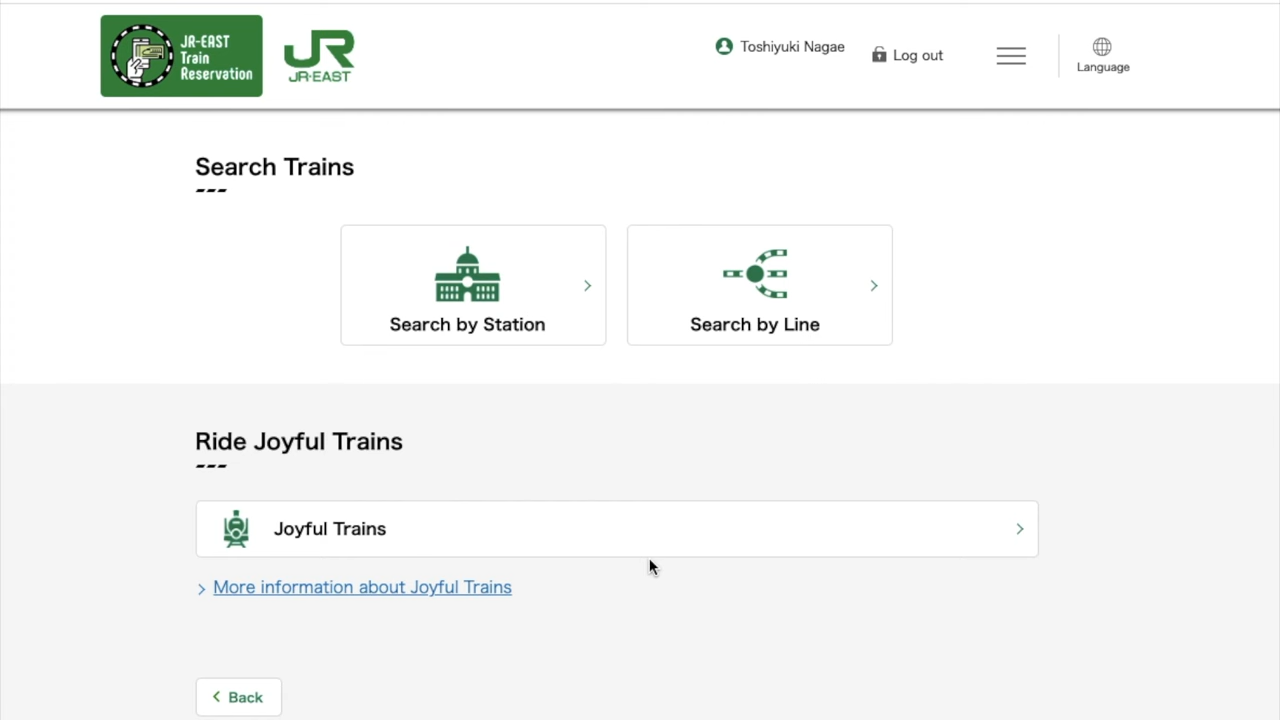 JR-EAST
Train
Reservation
JR
JR-EAST
Toshiyuki Nagae
Log out
Language
Search Trains
Search by Station
Search by Line
Ride Joyful Trains
Joyful Trains
More information about Joyful Trains
Back